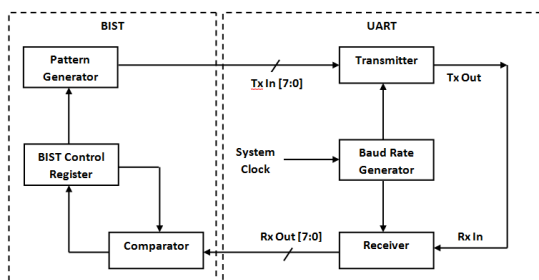 BIST
UART
Pattern
Generator
Tx In [7:0]
Transmitter
Tx Out
BIST Control
Register
System
Clock
Baud Rate
Generator
Comparator
Rx Out [7:0]
Receiver
Rx In